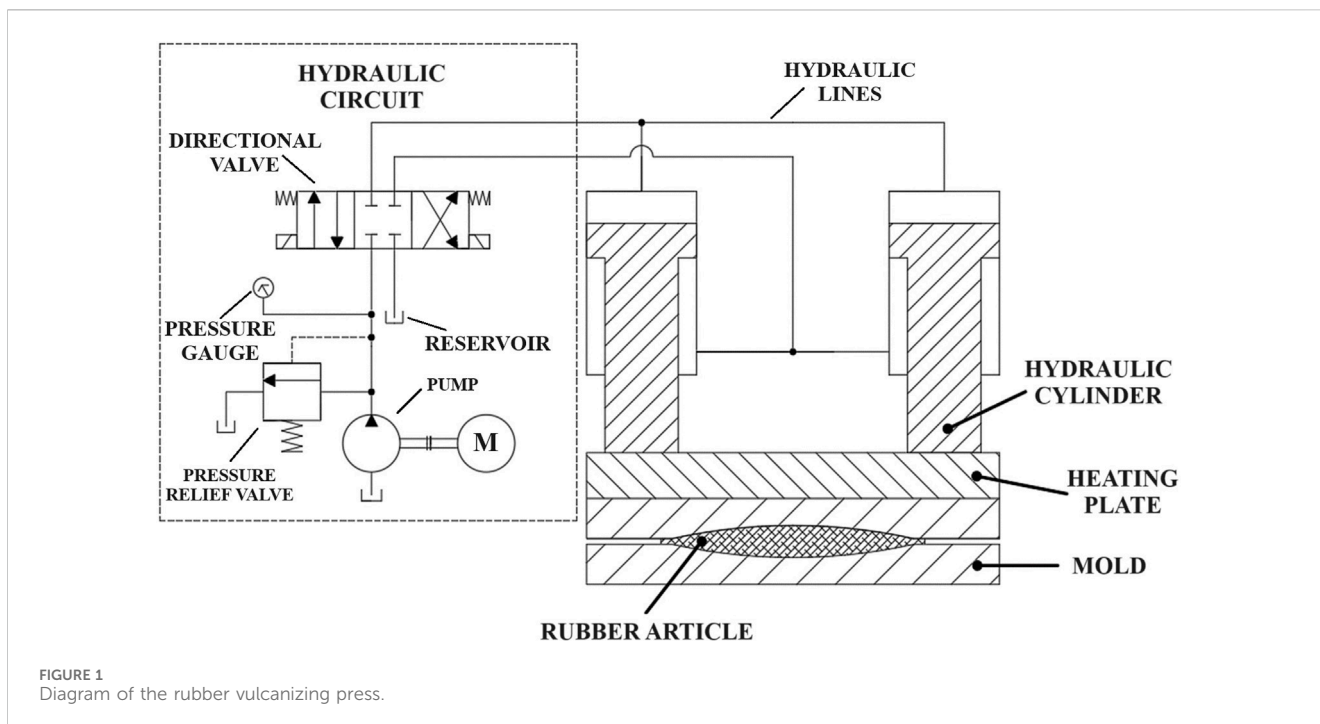 HYDRAULIC
CIRCUIT
HYDRAULIC
LINES
DIRECTIONAL
VALVE
PRESSURE
GAUGE
RESERVOIR
PUMP
M
PRESSURE
RELIEF VALVE
HYDRAULIC
CYLINDER
HEATING
PLATE
MOLD
RUBBER ARTICLE
FIGURE 1
Diagram of the rubber vulcanizing press.